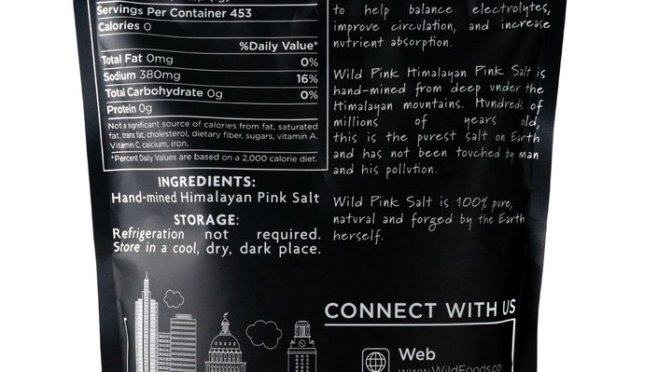 Servings Per Container 453
Calories 0
%Daily Value*
Total Fat 0mg 0%
Sodium 380mg 16%
Total Carbohydrate 0g 0%
Protein 0g
Not a significant source of calories from fat, saturated
fat, trans fat, cholesterol, dietary fiber, sugars, vitamin A,
Vitamin C, calcium, iron.
*Percent Daily Values are based on a 2,000 calorie diet.
INGREDIENTS:
Hand-mined Himalayan Pink Salt
STORAGE:
Refrigeration not required.
Store in a cool, dry, dark place.
to help balance electrolytes,
improve circulation, and increase
nutrient absorption.
Wild Pink Himalayan Pink Salt is
hand-mined from deep under the
Himalayan mountains. Hundreds of
millions of years old,
this is the purest salt on Earth
and has not been touched by man
and his pollution.
Wild Pink Salt is 100% pure,
natural and forged by the Earth
herself.
CONNECT WITH US
Web
www.WildFoods.co